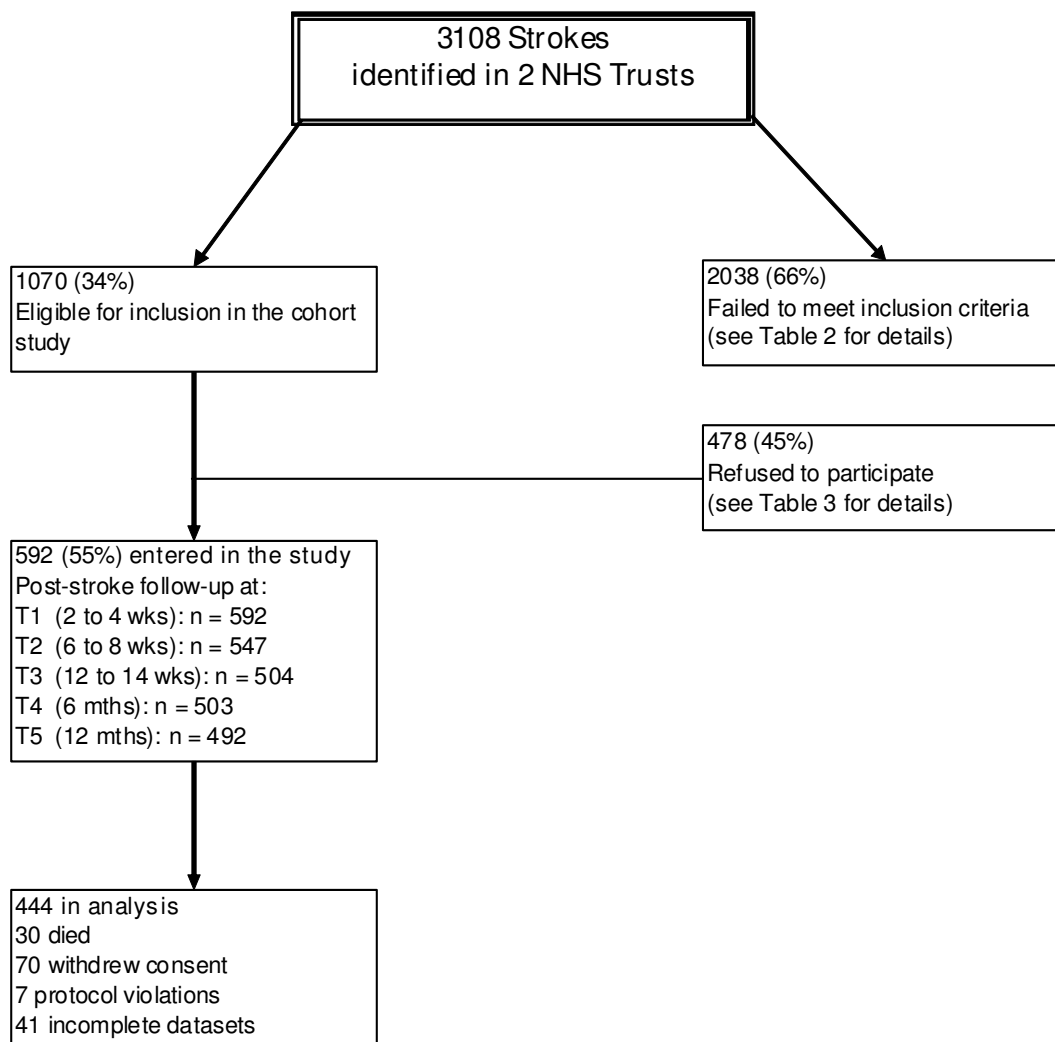 3108 Strokes
identified in 2 NHS Trusts
1070 (34%)
Eligible for inclusion in the cohort
study
2038 (66%)
Failed to meet inclusion criteria
(see Table 2 for details)
478 (45%)
Refused to participate
(see Table 3 for details)
592 (55%) entered in the study
Post-stroke follow-up at:
T1 (2 to 4 wks): n = 592
T2 (6 to 8 wks): n = 547
T3 (12 to 14 wks): n = 504
T4 (6 mths): n = 503
T5 (12 mths): n = 492
444 in analysis
30 died
70 withdrew consent
7 protocol violations
41 incomplete datasets